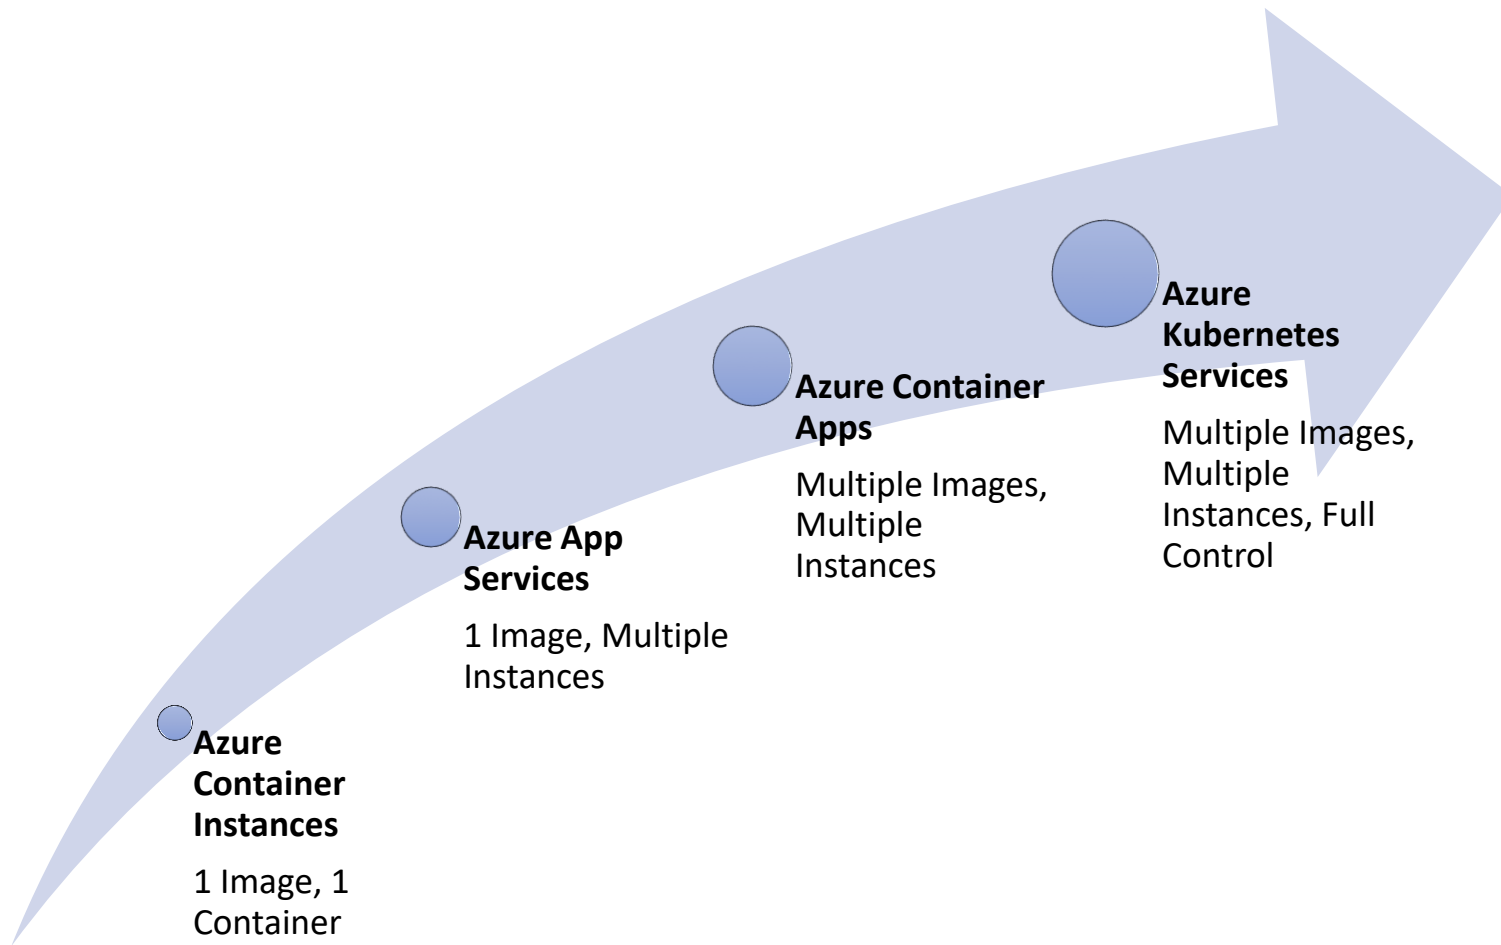 Azure
Container
Instances
1 Image, 1
Container
Azure App
Services
1 Image, Multiple
Instances
Azure Container
Apps
Multiple Images,
Multiple
Instances
Azure
Kubernetes
Services
Multiple Images,
Multiple
Instances, Full
Control